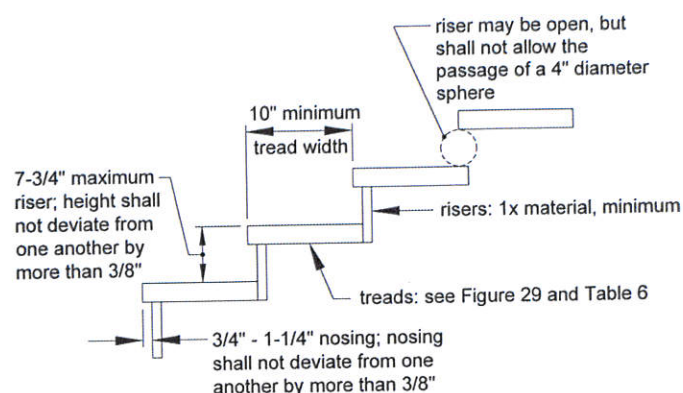 riser may be open, but
shall not allow the
passage of a 4" diameter
sphere
10" minimum
tread width
7-3/4" maximum
riser; height shall
not deviate from
one another by
more than 3/8"
risers: 1x material, minimum
treads: see Figure 29 and Table 6
3/4" - 1-1/4" nosing; nosing
shall not deviate from one
another by more than 3/8"